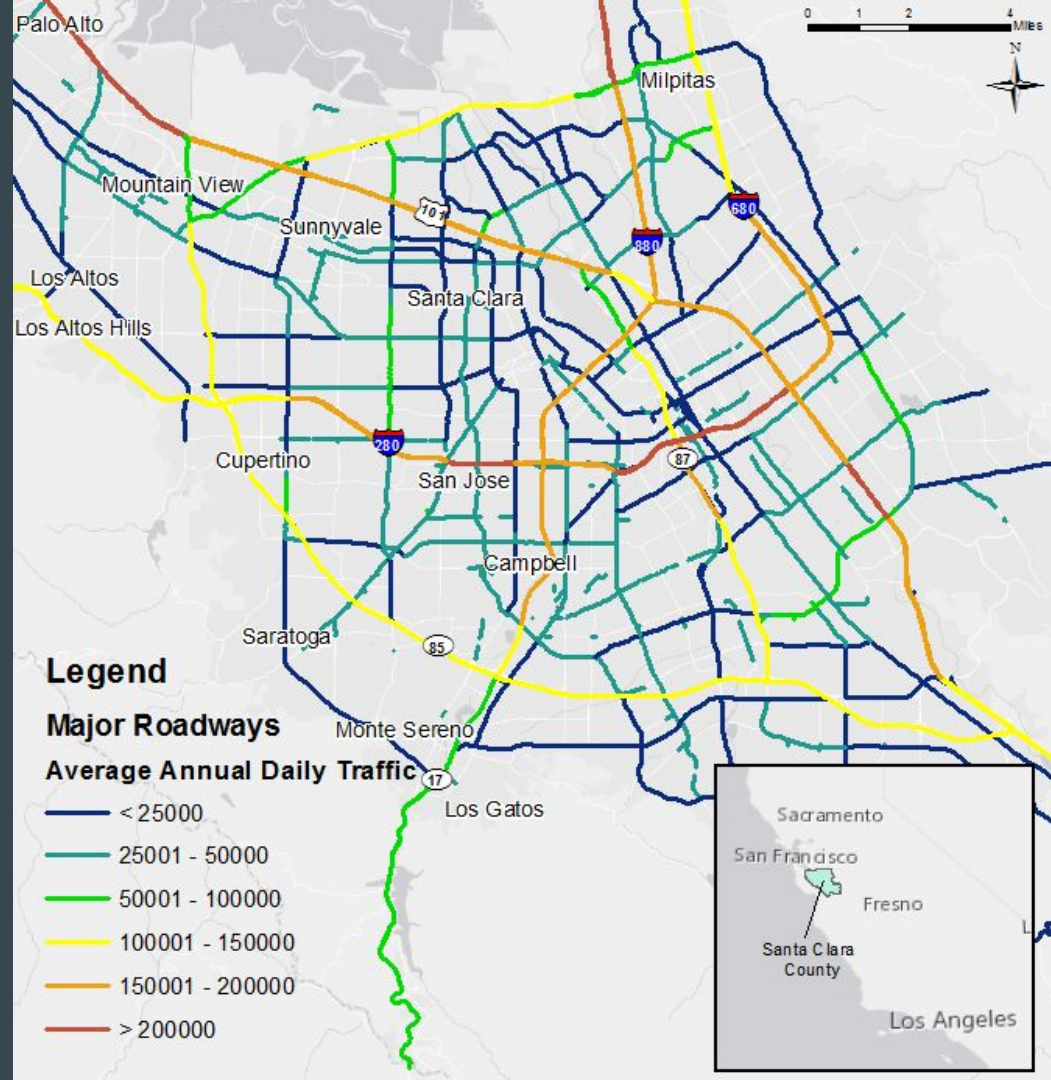 Palo Alto
0 1 2 4
Miles
N
Milpitas
Mountain View
101
680
Sunnyvale
880
Los Altos
Santa Clara
Los Altos Hills
280
Cupertino
87
San Jose
Campbell
Saratoga
85
Monte Sereno
17
Los Gatos
Legend
Major Roadways
Average Annual Daily Traffic
< 25000
25001 - 50000
50001 - 100000
100001 - 150000
150001 - 200000
> 200000
Sacramento
San Francisco
Fresno
L
Santa Clara
County
Los Angeles